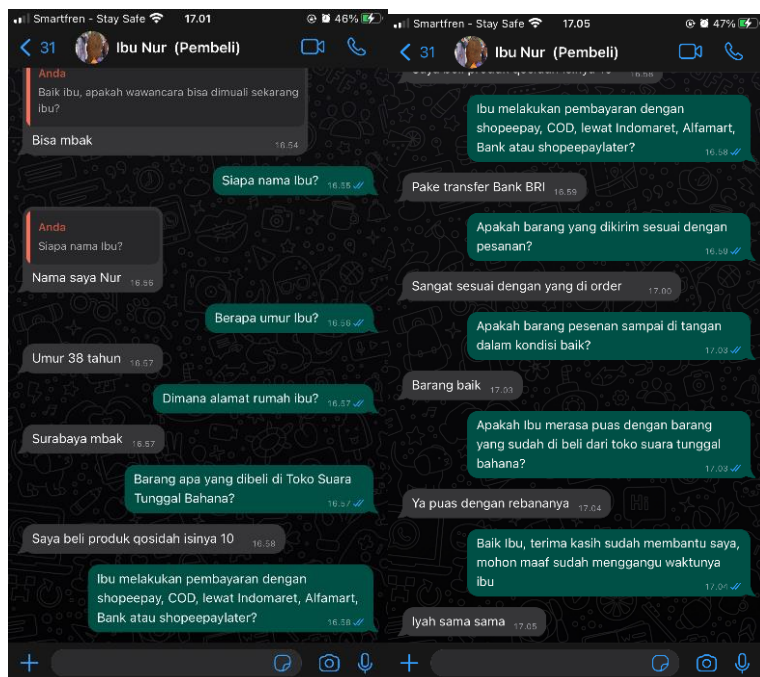 Smartfren - Stay Safe 17.01 46%
31 Ibu Nur (Pembeli)
Anda
Baik ibu, apakah wawancara bisa dimuali sekarang
ibu?
Bisa mbak 16.54
Siapa nama Ibu? 16.55
Anda
Siapa nama Ibu?
Nama saya Nur 16.56
Berapa umur Ibu? 16.56
Umur 38 tahun 16.57
Dimana alamat rumah ibu? 16.57
Surabaya mbak 16.57
Barang apa yang dibeli di Toko Suara
Tunggal Bahana? 16.57
Saya beli produk qosidah isinya 10 16.58
Ibu melakukan pembayaran dengan
shopeepay, COD, lewat Indomaret, Alfamart,
Bank atau shopeepaylater? 16.58
Smartfren - Stay Safe 17.05 47%
31 Ibu Nur (Pembeli)
Saya beli produk qosidah isinya 10 16.58
Ibu melakukan pembayaran dengan
shopeepay, COD, lewat Indomaret, Alfamart,
Bank atau shopeepaylater? 16.58
Pake transfer Bank BRI 16.59
Apakah barang yang dikirim sesuai dengan
pesanan? 16.59
Sangat sesuai dengan yang di order 17.00
Apakah barang pesenan sampai di tangan
dalam kondisi baik? 17.03
Barang baik 17.03
Apakah Ibu merasa puas dengan barang
yang sudah di beli dari toko suara tunggal
bahana? 17.03
Ya puas dengan rebananya 17.04
Baik Ibu, terima kasih sudah membantu saya,
mohon maaf sudah menggangu waktunya
ibu 17.04
Iyah sama sama 17.05